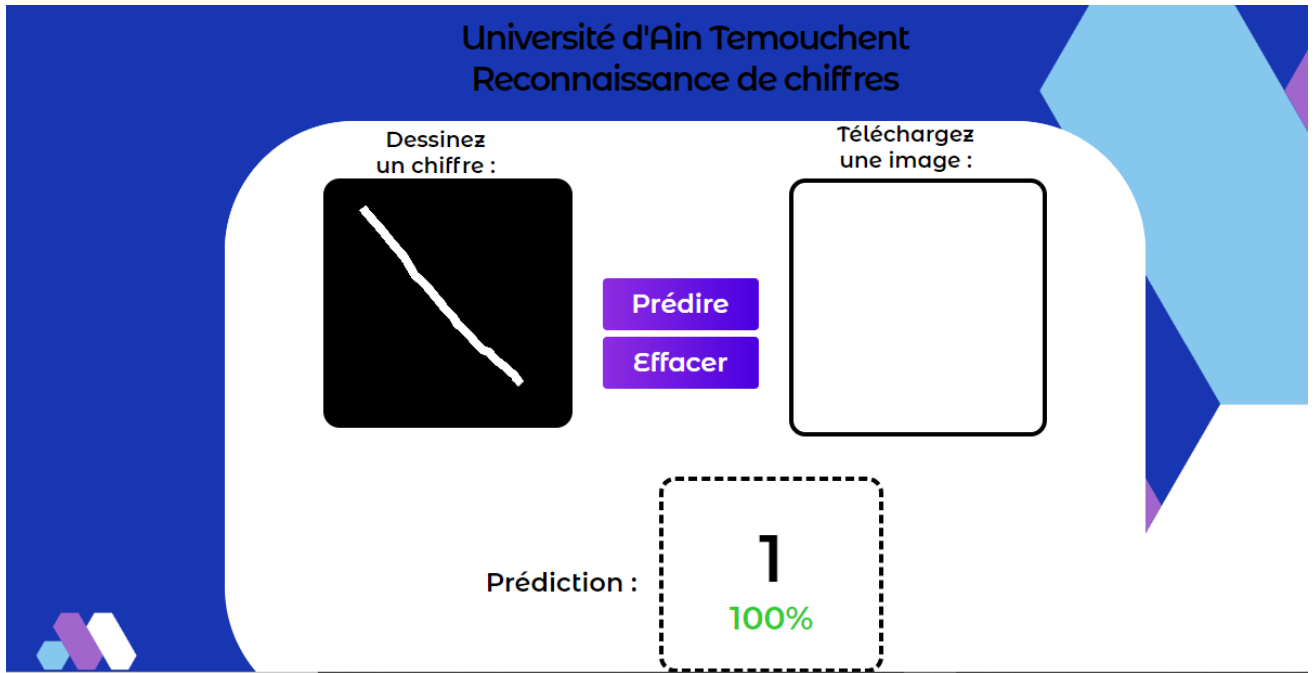 Université d'Ain Temouchent
Reconnaissance de chiffres
Dessinez
un chiffre :
Téléchargez
une image :
Prédire
Effacer
Prédiction :
1
100%